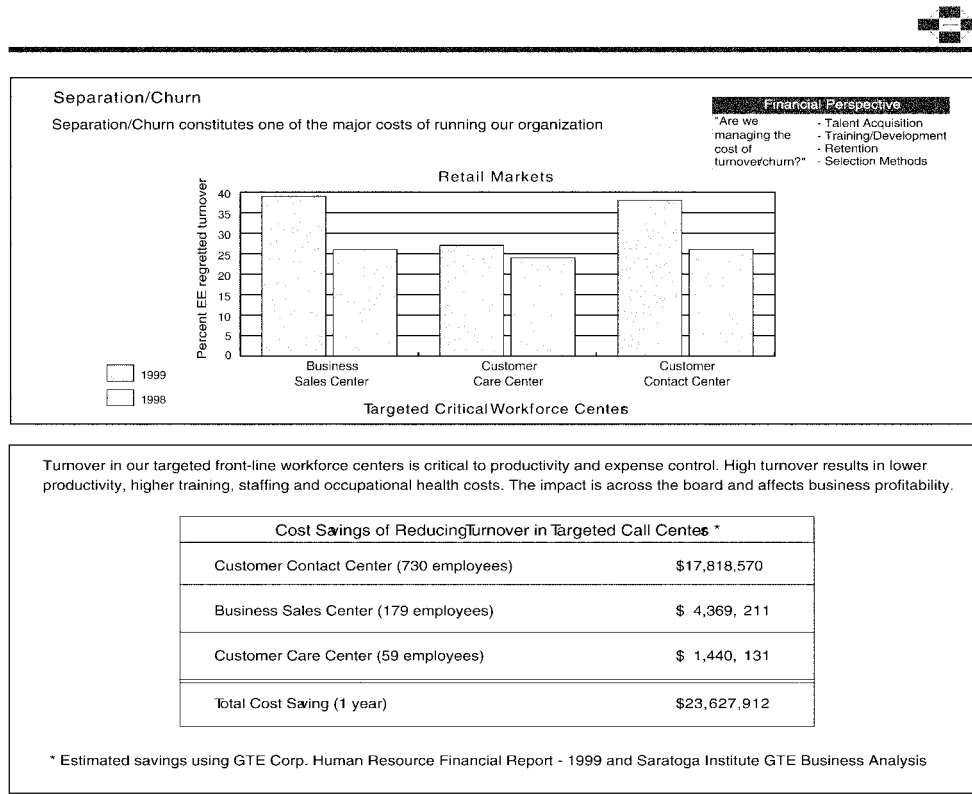 Separation/Churn
Separation/Churn constitutes one of the major costs of running our organization
Financial Perspective
"Are we
managing the
cost of
turnover/churn?"
- Talent Acquisition
- Training/Development
- Retention
- Selection Methods
Retail Markets
Percent EE regretted turnover
40
35
30
25
20
15
10
5
0
Business
Sales Center
Customer
Care Center
Customer
Contact Center
1999
1998
Targeted Critical Workforce Centers
Turnover in our targeted front-line workforce centers is critical to productivity and expense control. High turnover results in lower
productivity, higher training, staffing and occupational health costs. The impact is across the board and affects business profitability.
Cost Savings of Reducing Turnover in Targeted Call Centers *
Customer Contact Center (730 employees) $17,818,570
Business Sales Center (179 employees) $ 4,369, 211
Customer Care Center (59 employees) $ 1,440, 131
Total Cost Saving (1 year) $23,627,912
* Estimated savings using GTE Corp. Human Resource Financial Report - 1999 and Saratoga Institute GTE Business Analysis